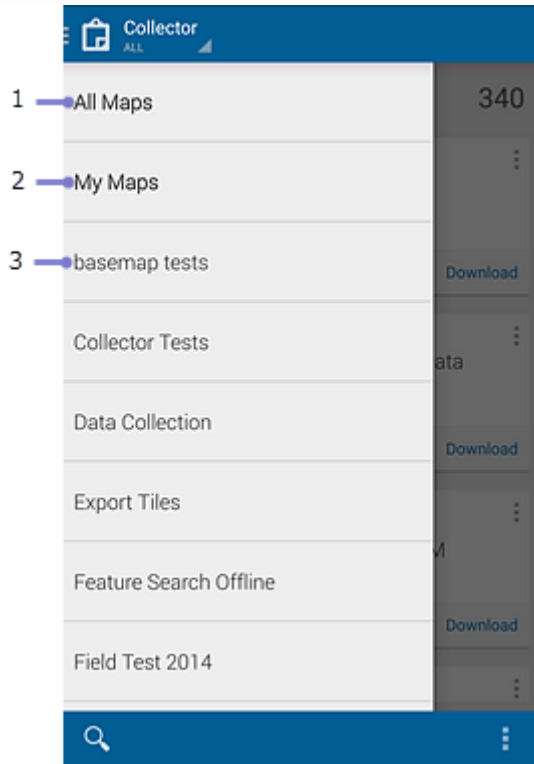 Collector
ALL
1 All Maps 340
2 My Maps
3 basemap tests Download
Collector Tests
ata
Data Collection
Download
Export Tiles
M
Feature Search Offline
Download
Field Test 2014